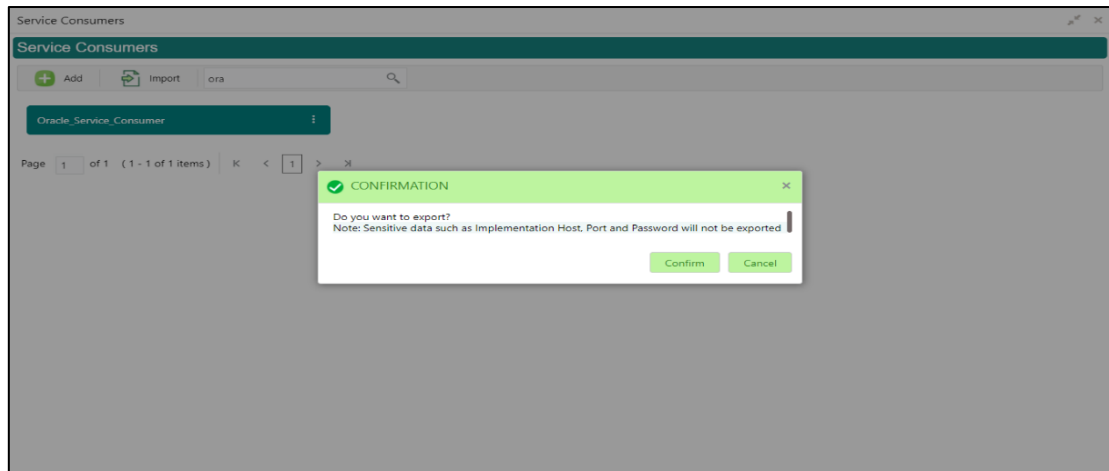 Service Consumers
Service Consumers
Add Import ora
Oracle_Service_Consumer
Page 1 of 1 ( 1 - 1 of 1 items ) K < 1 > >|
CONFIRMATION
Do you want to export?
Note: Sensitive data such as Implementation Host, Port and Password will not be exported
Confirm Cancel